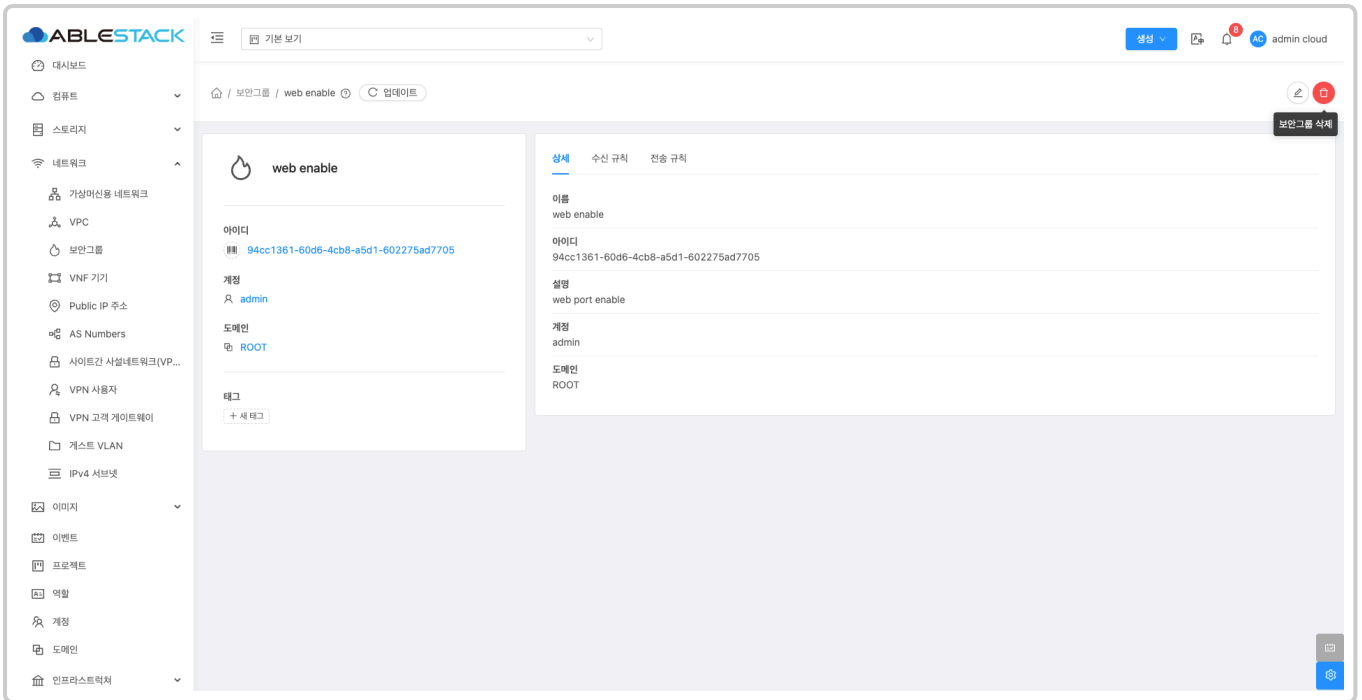 ABLESTACK
기본 보기
생성
8
AC
admin cloud
대시보드
컴퓨트
스토리지
네트워크
가상머신용 네트워크
VPC
보안그룹
VNF 기기
Public IP 주소
AS Numbers
사이트간 사설네트워크(VP...
VPN 사용자
VPN 고객 게이트웨이
게스트 VLAN
IPv4 서브넷
이미지
이벤트
프로젝트
역할
계정
도메인
인프라스트럭쳐
/ 보안그룹 / web enable
업데이트
보안그룹 삭제
web enable
아이디
94cc1361-60d6-4cb8-a5d1-602275ad7705
계정
admin
도메인
ROOT
태그
+ 새 태그
상세 수신 규칙 전송 규칙
이름
web enable
아이디
94cc1361-60d6-4cb8-a5d1-602275ad7705
설명
web port enable
계정
admin
도메인
ROOT